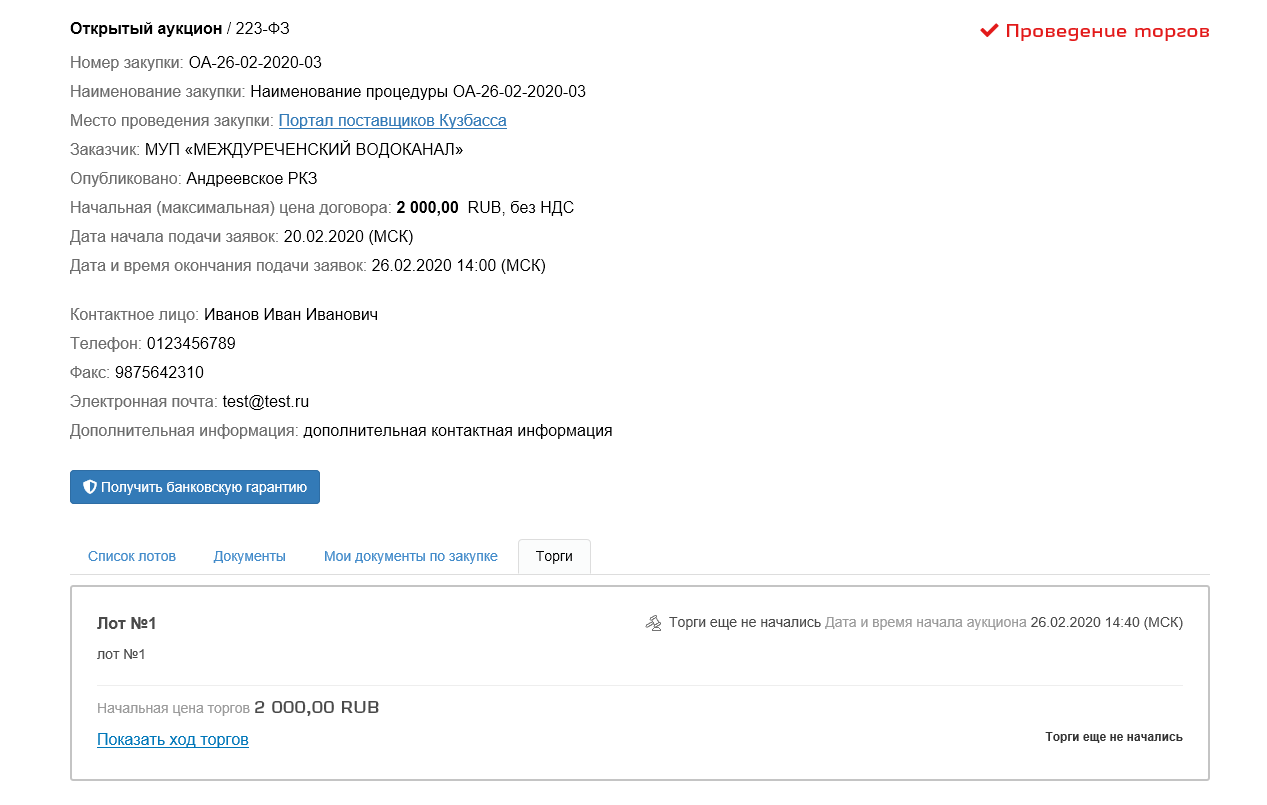 Открытый аукцион / 223-ФЗ
Проведение торгов
Номер закупки: ОА-26-02-2020-03
Наименование закупки: Наименование процедуры ОА-26-02-2020-03
Место проведения закупки: Портал поставщиков Кузбасса
Заказчик: МУП «МЕЖДУРЕЧЕНСКИЙ ВОДОКАНАЛ»
Опубликовано: Андреевское РКЗ
Начальная (максимальная) цена договора: 2 000,00 RUB, без НДС
Дата начала подачи заявок: 20.02.2020 (МСК)
Дата и время окончания подачи заявок: 26.02.2020 14:00 (МСК)
Контактное лицо: Иванов Иван Иванович
Телефон: 0123456789
Факс: 9875642310
Электронная почта: test@test.ru
Дополнительная информация: дополнительная контактная информация
Получить банковскую гарантию
Список лотов Документы Мои документы по закупке Торги
Лот №1 Торги еще не начались Дата и время начала аукциона 26.02.2020 14:40 (МСК)
лот №1
Начальная цена торгов 2 000,00 RUB
Показать ход торгов Торги еще не начались